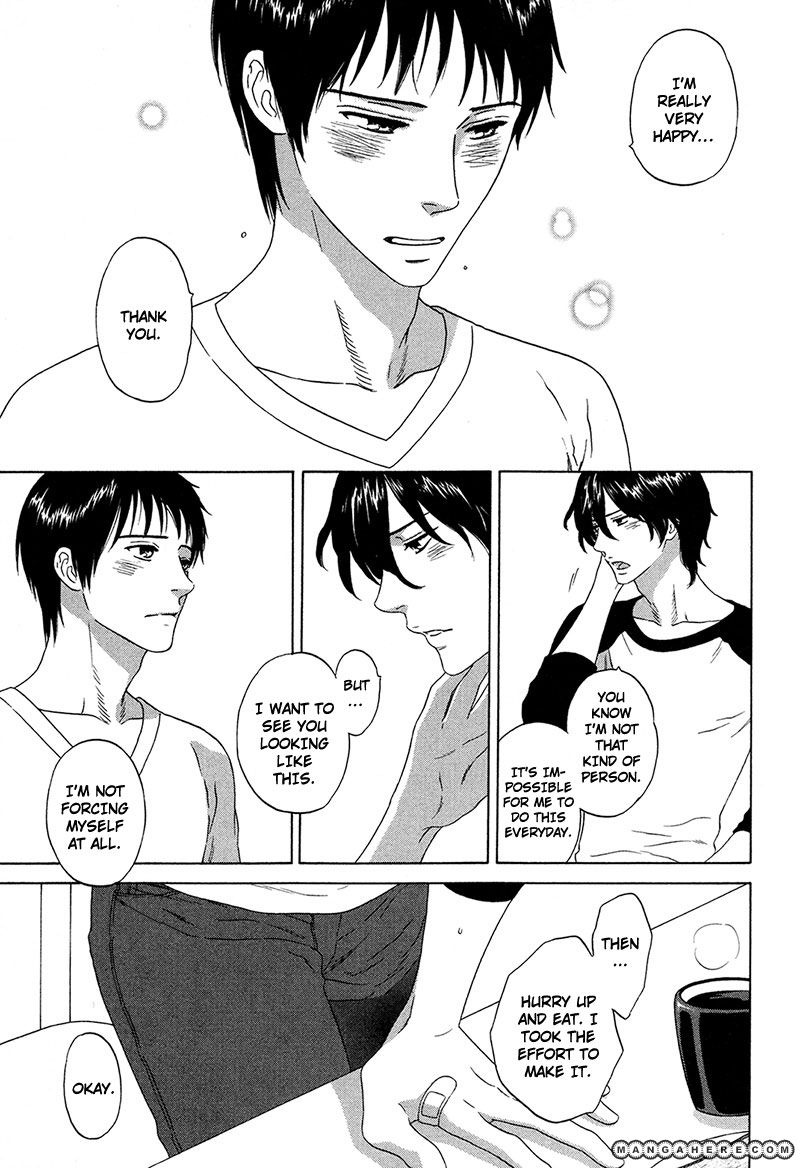 I'M
REALLY
VERY
HAPPY...
THANK
YOU.
YOU
KNOW
I'M NOT
THAT
KIND OF
PERSON.
IT'S IM-
POSSIBLE
FOR ME TO
DO THIS
EVERYDAY.
BUT
...
I WANT TO
SEE YOU
LOOKING
LIKE
THIS.
I'M NOT
FORCING
MYSELF
AT ALL.
THEN
...
HURRY UP
AND EAT. I
TOOK THE
EFFORT TO
MAKE IT.
OKAY.
MANGAHERE.COM